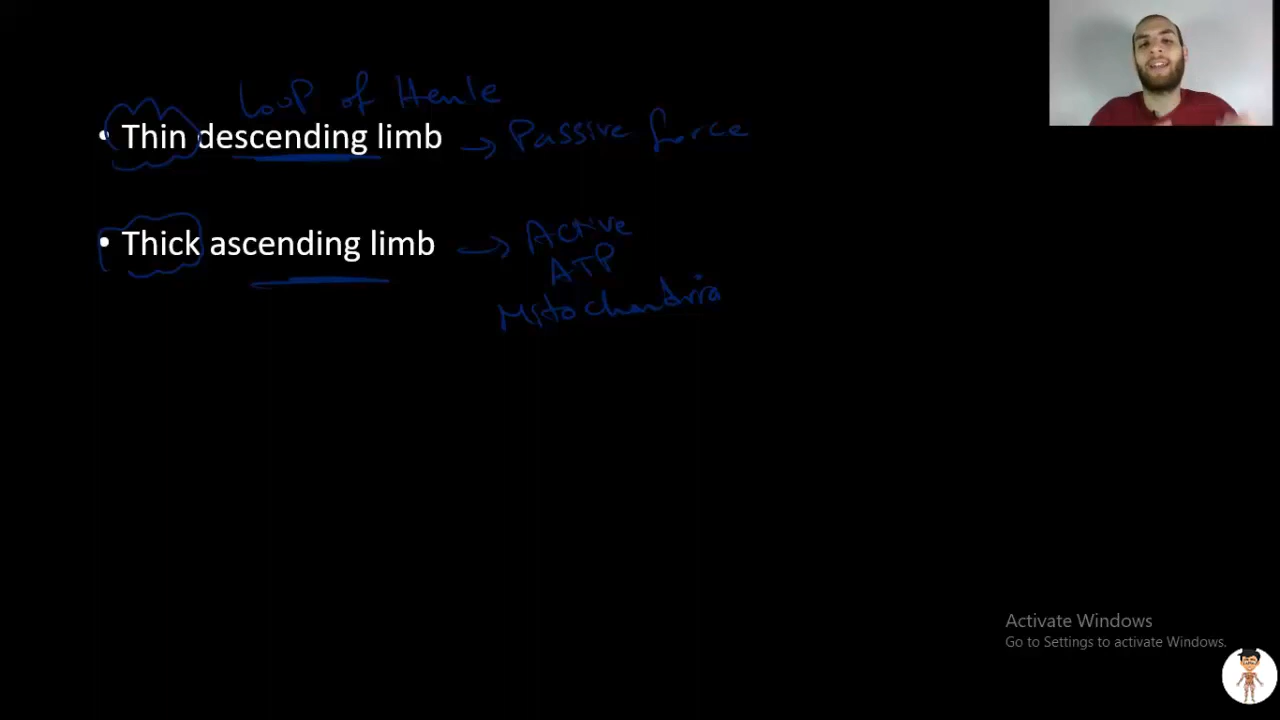 Loop of Henle
• Thin descending limb → Passive force
• Thick ascending limb → Active
ATP
Mitochondria
Activate Windows
Go to Settings to activate Windows.